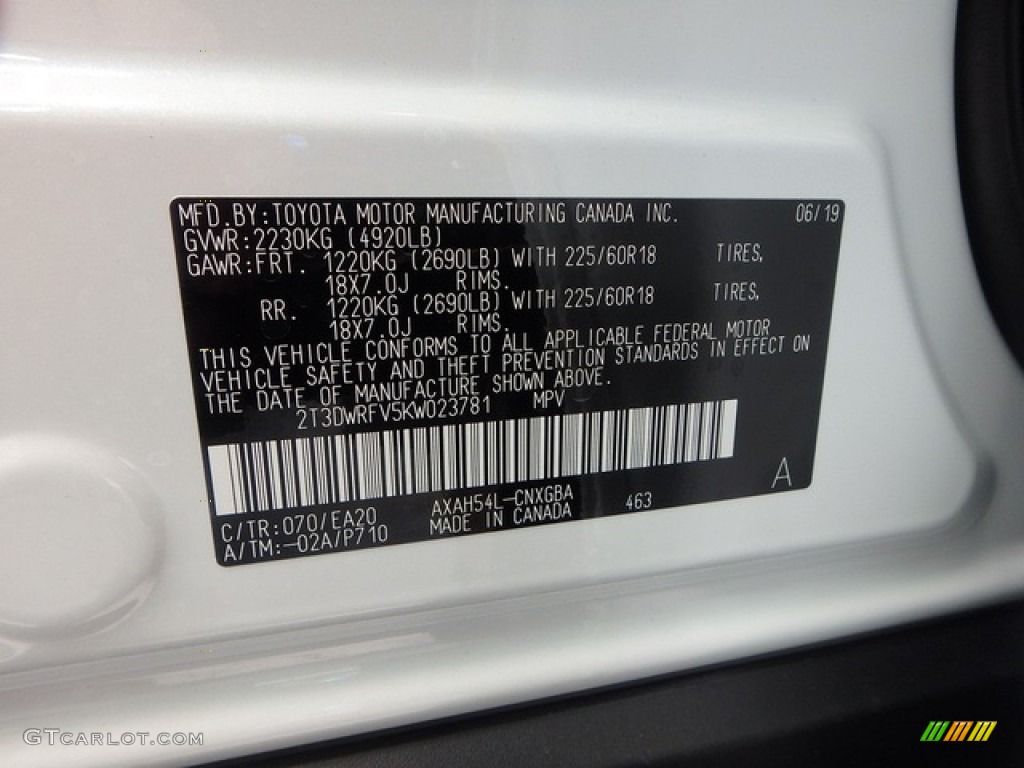 MFD.BY:TOYOTA MOTOR MANUFACTURING CANADA INC. 06/19
GVWR:2230KG (4920LB)
GAWR:FRT. 1220KG (2690LB) WITH 225/60R18 TIRES,
18X7.0J RIMS.
RR. 1220KG (2690LB) WITH 225/60R18 TIRES,
18X7.0J RIMS.
THIS VEHICLE CONFORMS TO ALL APPLICABLE FEDERAL MOTOR
VEHICLE SAFETY AND THEFT PREVENTION STANDARDS IN EFFECT ON
THE DATE OF MANUFACTURE SHOWN ABOVE.
2T3DWRFV5KW023781 MPV
A
C/TR:070/EA20 AXAH54L-CNXGBA 463
A/TM:-02A/P710 MADE IN CANADA
GTCARLOT.COM